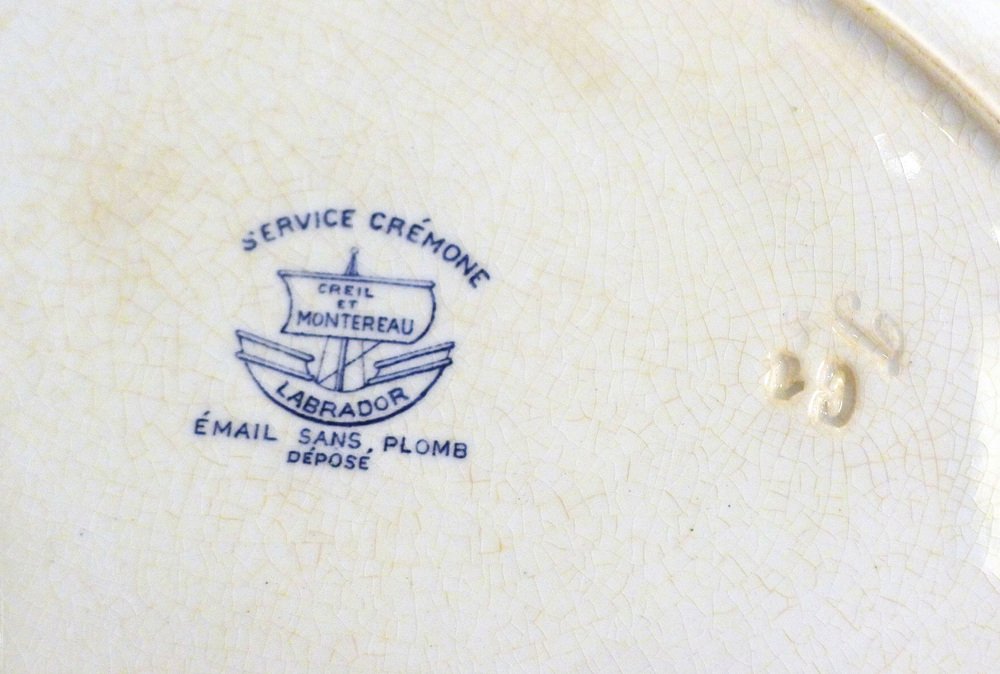 SERVICE CRÉMONE
CREIL
ET
MONTEREAU
LABRADOR
ÉMAIL SANS PLOMB
DÉPOSÉ